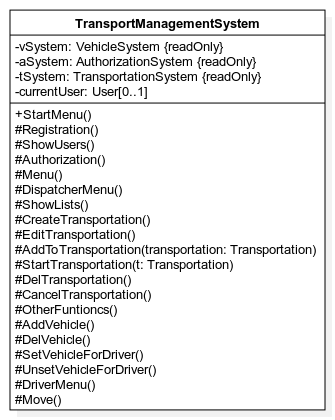 TransportManagementSystem
-vSystem: VehicleSystem {readOnly}
-aSystem: AuthorizationSystem {readOnly}
-tSystem: TransportationSystem {readOnly}
-currentUser: User[0..1]
+StartMenu()
#Registration()
#ShowUsers()
#Authorization()
#Menu()
#DispatcherMenu()
#ShowLists()
#CreateTransportation()
#EditTransportation()
#AddToTransportation(transportation: Transportation)
#StartTransportation(t: Transportation)
#DelTransportation()
#CancelTransportation()
#OtherFuntioncs()
#AddVehicle()
#DelVehicle()
#SetVehicleForDriver()
#UnsetVehicleForDriver()
#DriverMenu()
#Move()